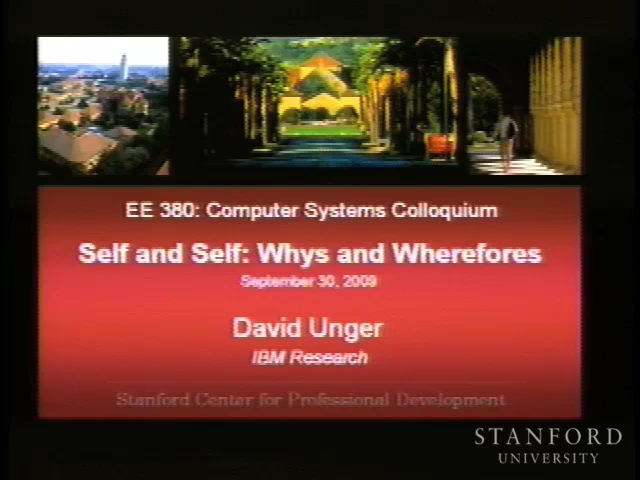 EE 380: Computer Systems Colloquium
Self and Self: Whys and Wherefores
September 30, 2009
David Unger
IBM Research
Stanford Center for Professional Development
STANFORD
UNIVERSITY